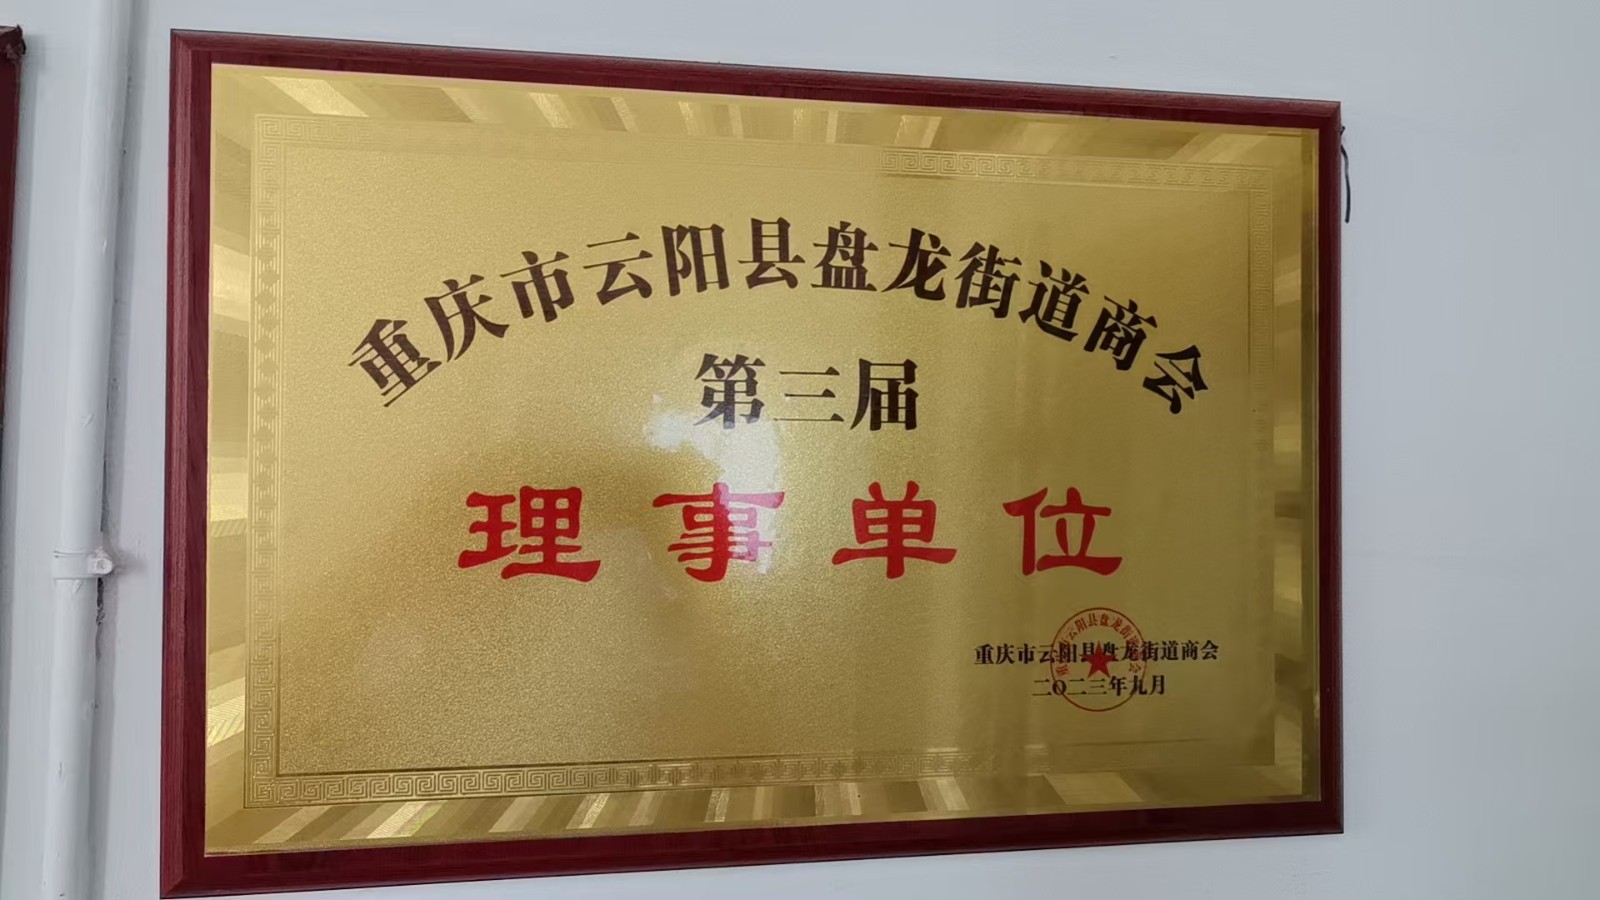 重庆市云阳县盘龙街道商会
第三届
理事单位
重庆市云阳县盘龙街道商会
二〇二三年九月